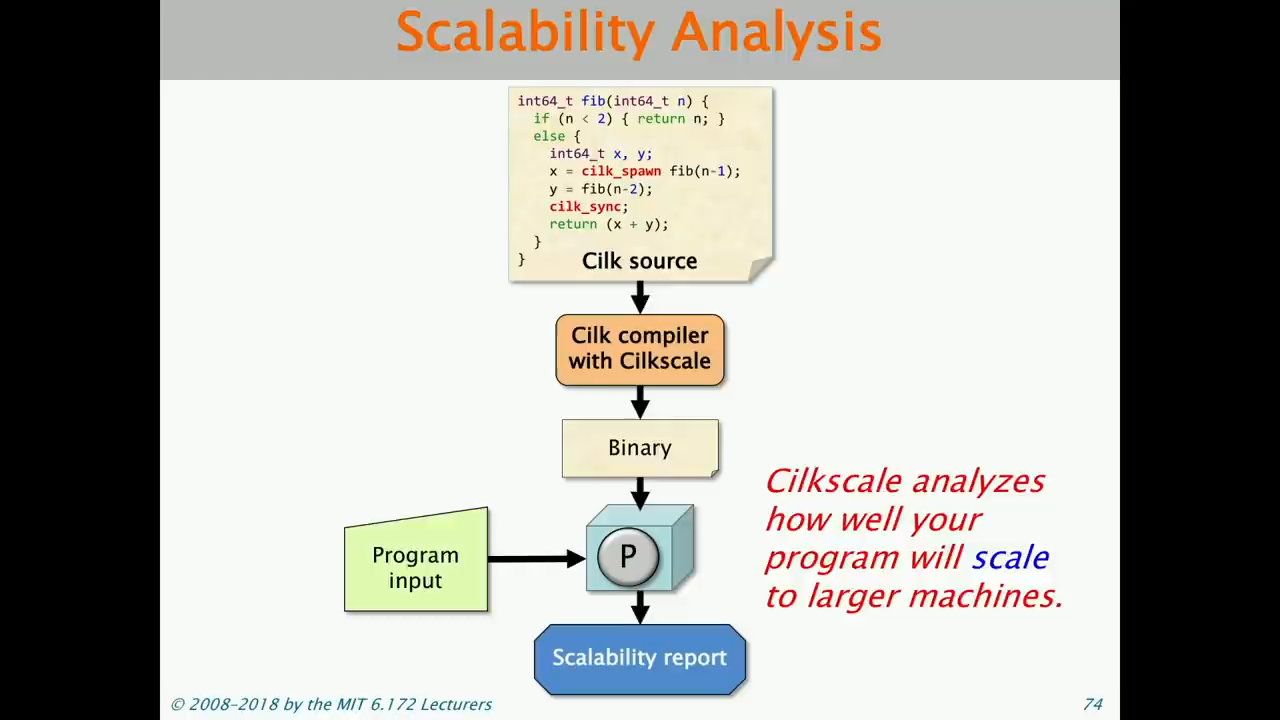 Scalability Analysis
int64_t fib(int64_t n) {
if (n < 2) { return n; }
else {
int64_t x, y;
x = cilk_spawn fib(n-1);
y = fib(n-2);
cilk_sync;
return (x + y);
}
}
Cilk source
Cilk compiler
with Cilkscale
Binary
Program
input
P
Cilkscale analyzes
how well your
program will scale
to larger machines.
Scalability report
© 2008-2018 by the MIT 6.172 Lecturers
74